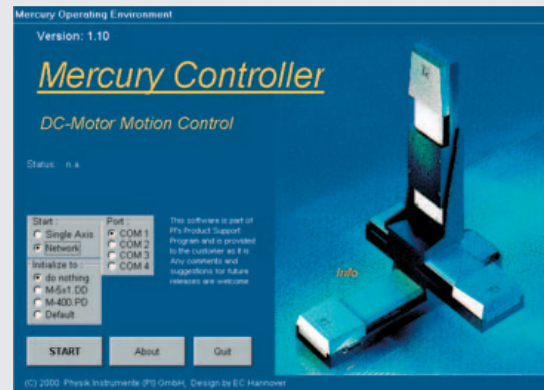 Mercury Operating Environment
Version: 1.10
Mercury Controller
DC-Motor Motion Control
Status: n.a.
Start :
Single Axis
Network
Port :
COM 1
COM 2
COM 3
COM 4
Initialize to :
do nothing
M-5x1.DD
M-400.PD
Default
This software is part of
PI's Product Support
Program and is provided
to the customer as it is.
Any comments and
suggestions for future
releases are welcome
Info
START
About
Quit
(C) 2000 Physik Instrumente (PI) GmbH, Design by EC Hannover